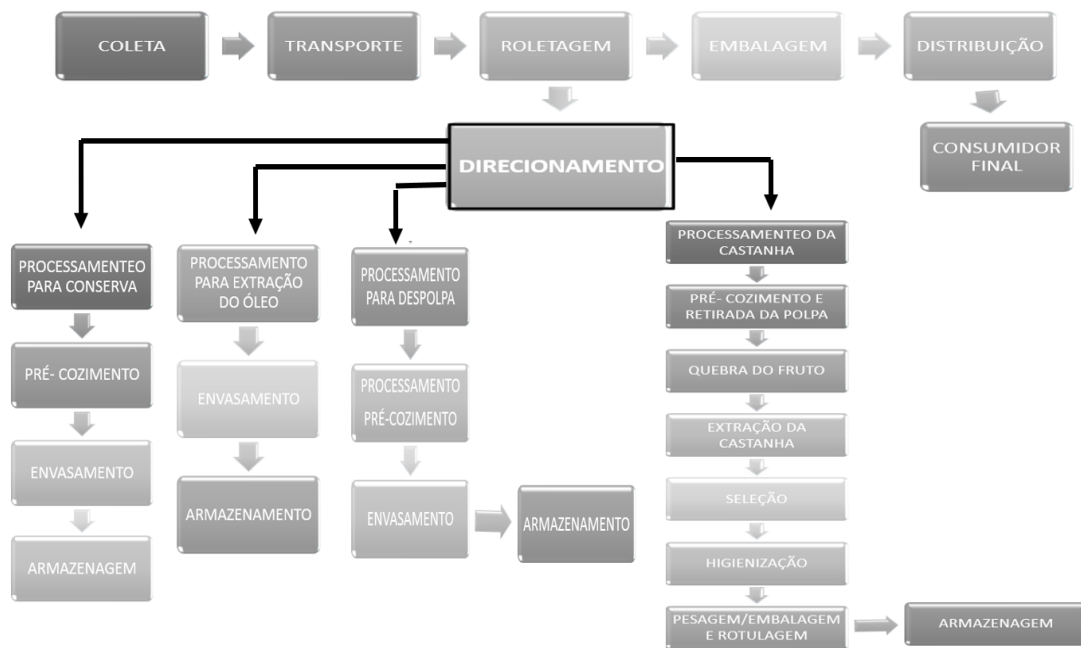 COLETA
TRANSPORTE
ROLETAGEM
EMBALAGEM
DISTRIBUIÇÃO
CONSUMIDOR
FINAL
DIRECIONAMENTO
PROCESSAMENTEO
PARA CONSERVA
PRÉ- COZIMENTO
ENVASAMENTO
ARMAZENAGEM
PROCESSAMENTO
PARA EXTRAÇÃO
DO ÓLEO
ENVASAMENTO
ARMAZENAMENTO
PROCESSAMENTO
PARA DESPOLPA
PROCESSAMENTO
PRÉ-COZIMENTO
ENVASAMENTO
ARMAZENAMENTO
PROCESSAMENTEO DA
CASTANHA
PRÉ- COZIMENTO E
RETIRADA DA POLPA
QUEBRA DO FRUTO
EXTRAÇÃO DA
CASTANHA
SELEÇÃO
HIGIENIZAÇÃO
PESAGEM/EMBALAGEM
E ROTULAGEM
ARMAZENAGEM